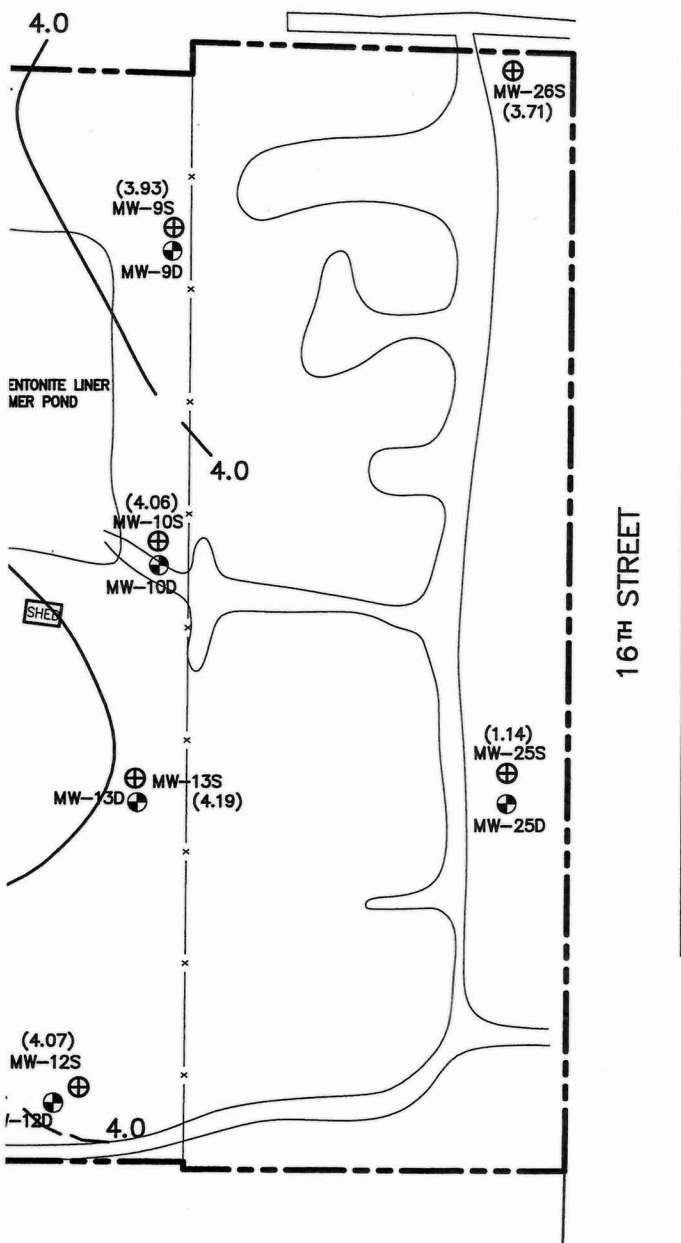 4.0
MW-26S
(3.71)
(3.93)
MW-9S
MW-9D
ENTONITE LINER
MER POND
4.0
(4.06)
MW-10S
MW-10D
SHED
16TH STREET
(1.14)
MW-25S
MW-13S
MW-13D
(4.19)
MW-25D
(4.07)
MW-12S
-12D
4.0